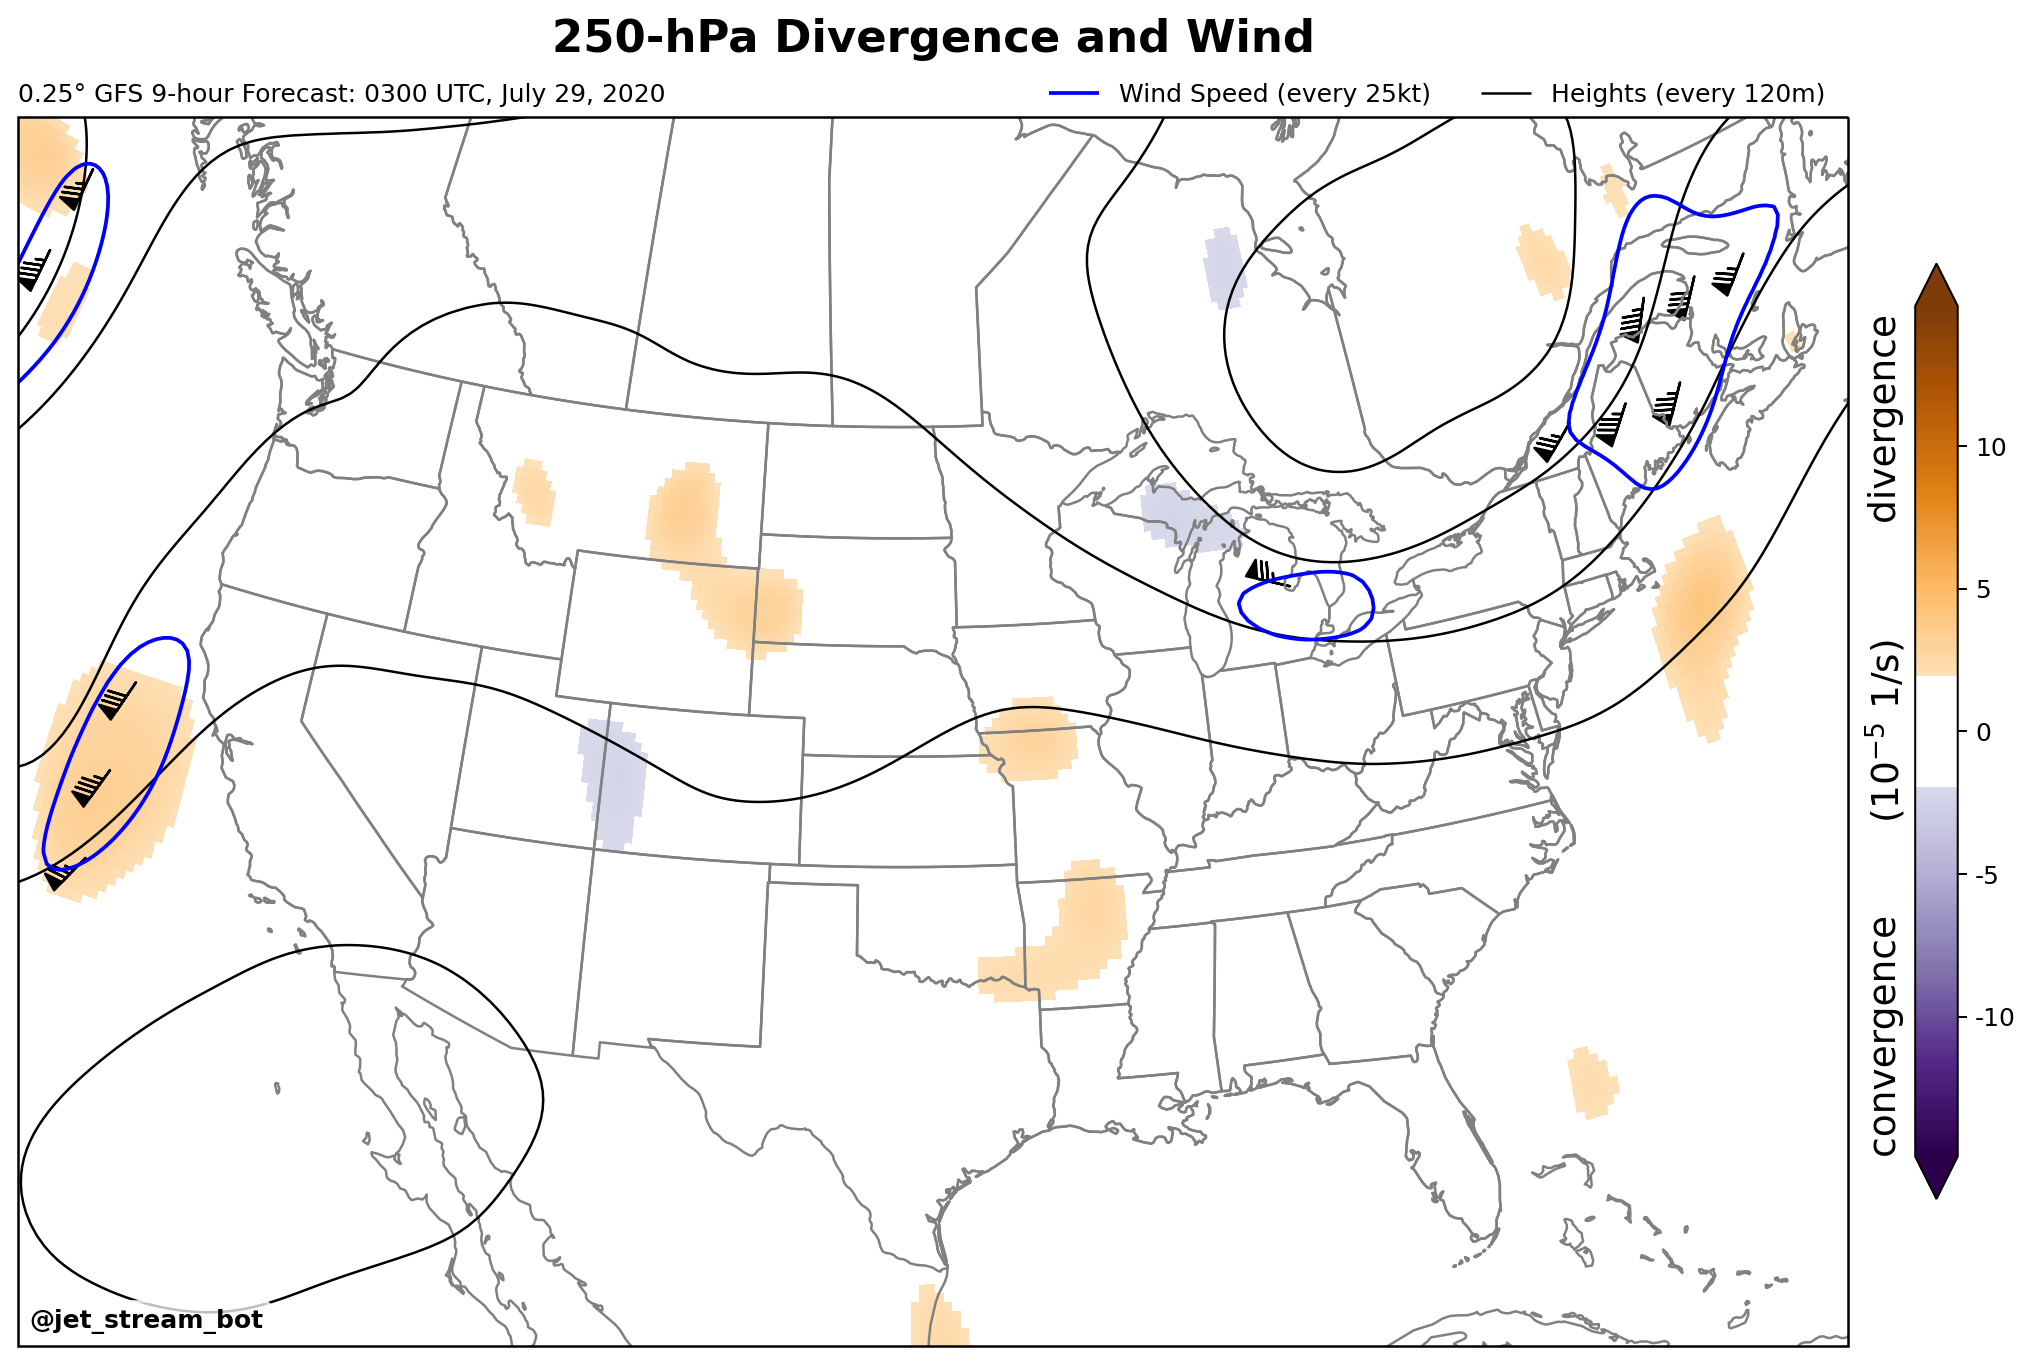 250-hPa Divergence and Wind
0.25° GFS 9-hour Forecast: 0300 UTC, July 29, 2020
Wind Speed (every 25kt)
Heights (every 120m)
divergence
(10⁻⁵ 1/s)
convergence
10
5
0
-5
-10
@jet_stream_bot